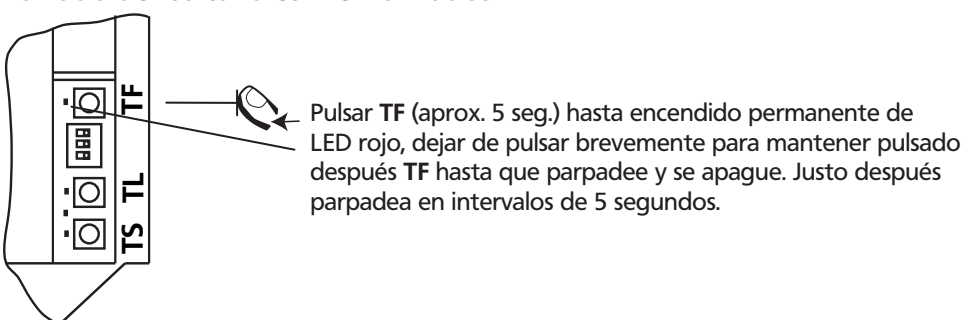 TF
TL
TS
Pulsar TF (aprox. 5 seg.) hasta encendido permanente de
LED rojo, dejar de pulsar brevemente para mantener pulsado
después TF hasta que parpadee y se apague. Justo después
parpadea en intervalos de 5 segundos.